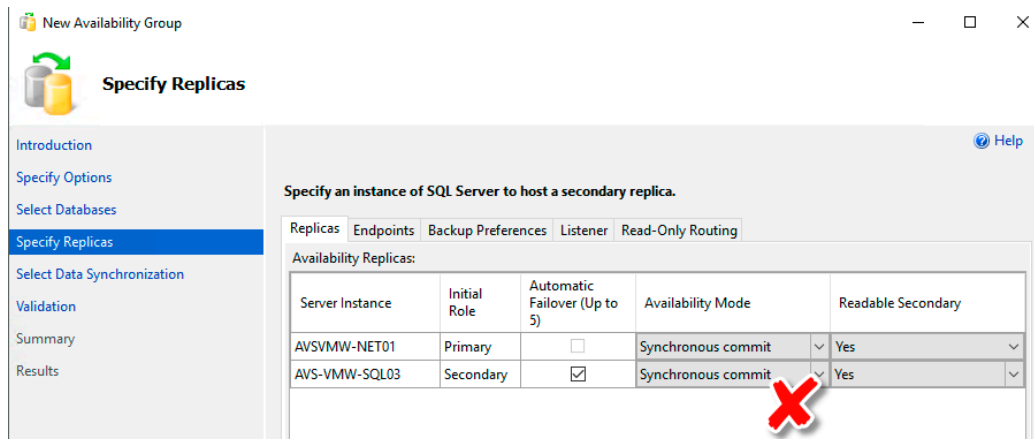 New Availability Group
Specify Replicas
Help
Introduction
Specify Options
Select Databases
Specify Replicas
Select Data Synchronization
Validation
Summary
Results
Specify an instance of SQL Server to host a secondary replica.
Replicas Endpoints Backup Preferences Listener Read-Only Routing
Availability Replicas:
Server Instance Initial Role Automatic Failover (Up to 5) Availability Mode Readable Secondary
AVSVMW-NET01 Primary Synchronous commit Yes
AVS-VMW-SQL03 Secondary Synchronous commit Yes